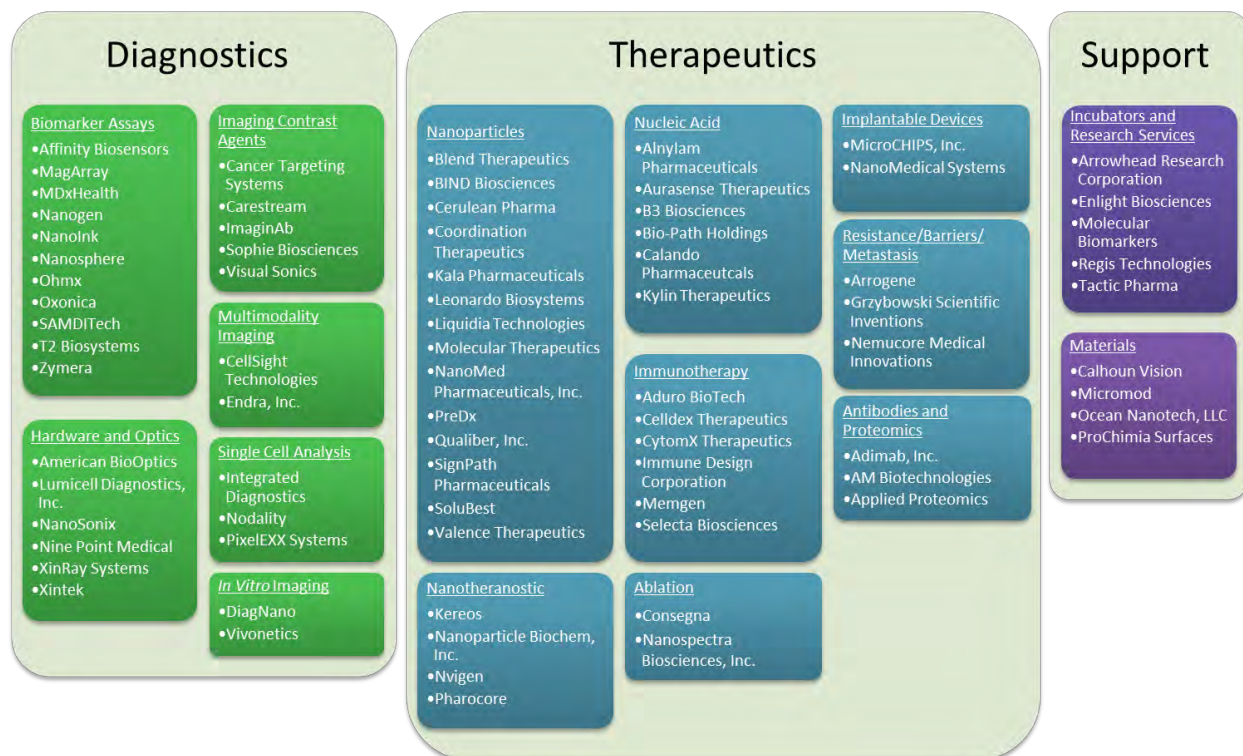 Diagnostics
Biomarker Assays
•Affinity Biosensors
•MagArray
•MDxHealth
•Nanogen
•NanoInk
•Nanosphere
•Ohmx
•Oxonica
•SAMDITech
•T2 Biosystems
•Zymera
Hardware and Optics
•American BioOptics
•Lumicell Diagnostics,
Inc.
•NanoSonix
•Nine Point Medical
•XinRay Systems
•Xintek
Imaging Contrast
Agents
•Cancer Targeting
Systems
•Carestream
•ImaginAb
•Sophie Biosciences
•Visual Sonics
Multimodality
Imaging
•CellSight
Technologies
•Endra, Inc.
Single Cell Analysis
•Integrated
Diagnostics
•Nodality
•PixelEXX Systems
In Vitro Imaging
•DiagNano
•Vivonetics
Therapeutics
Nanoparticles
•Blend Therapeutics
•BIND Biosciences
•Cerulean Pharma
•Coordination
Therapeutics
•Kala Pharmaceuticals
•Leonardo Biosystems
•Liquidia Technologies
•Molecular Therapeutics
•NanoMed
Pharmaceuticals, Inc.
•PreDx
•Qualiber, Inc.
•SignPath
Pharmaceuticals
•SoluBest
•Valence Therapeutics
Nanotheranostic
•Kereos
•Nanoparticle Biochem,
Inc.
•Nvigen
•Pharocore
Nucleic Acid
•Alnylam
Pharmaceuticals
•Aurasense Therapeutics
•B3 Biosciences
•Bio-Path Holdings
•Calando
Pharmaceutcals
•Kylin Therapeutics
Immunotherapy
•Aduro BioTech
•Celldex Therapeutics
•CytomX Therapeutics
•Immune Design
Corporation
•Memgen
•Selecta Biosciences
Ablation
•Consegna
•Nanospectra
Biosciences, Inc.
Implantable Devices
•MicroCHIPS, Inc.
•NanoMedical Systems
Resistance/Barriers/
Metastasis
•Arrogene
•Grzybowski Scientific
Inventions
•Nemucore Medical
Innovations
Antibodies and
Proteomics
•Adimab, Inc.
•AM Biotechnologies
•Applied Proteomics
Support
Incubators and
Research Services
•Arrowhead Research
Corporation
•Enlight Biosciences
•Molecular
Biomarkers
•Regis Technologies
•Tactic Pharma
Materials
•Calhoun Vision
•Micromod
•Ocean Nanotech, LLC
•ProChimia Surfaces